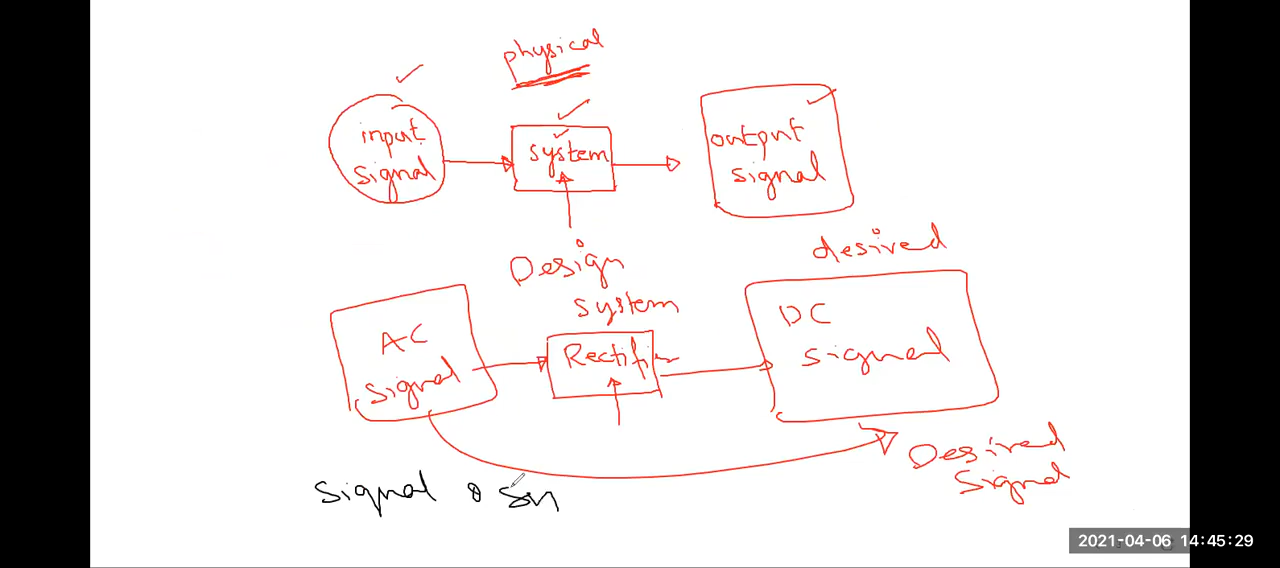 physical
input
signal
system
output
signal
Design
system
desired
AC
signal
Rectifier
DC
signal
Desired
Signal
Signal & Sy
2021-04-06 14:45:29